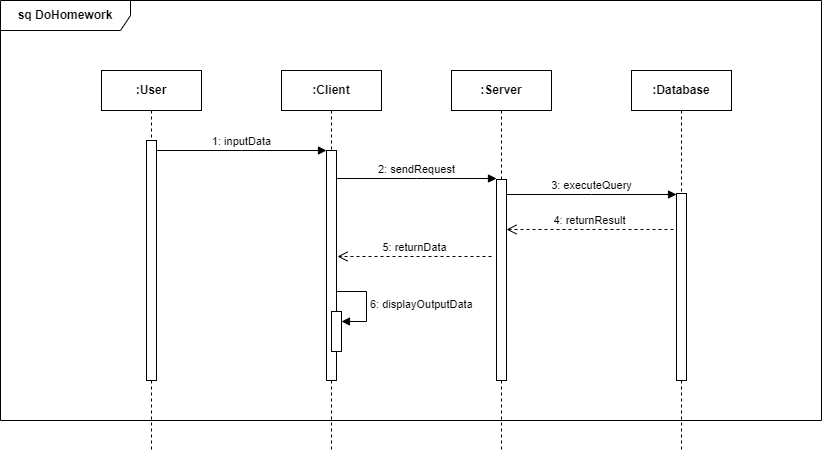 sq DoHomework
:User
:Client
:Server
:Database
1: inputData
2: sendRequest
3: executeQuery
4: returnResult
5: returnData
6: displayOutputData